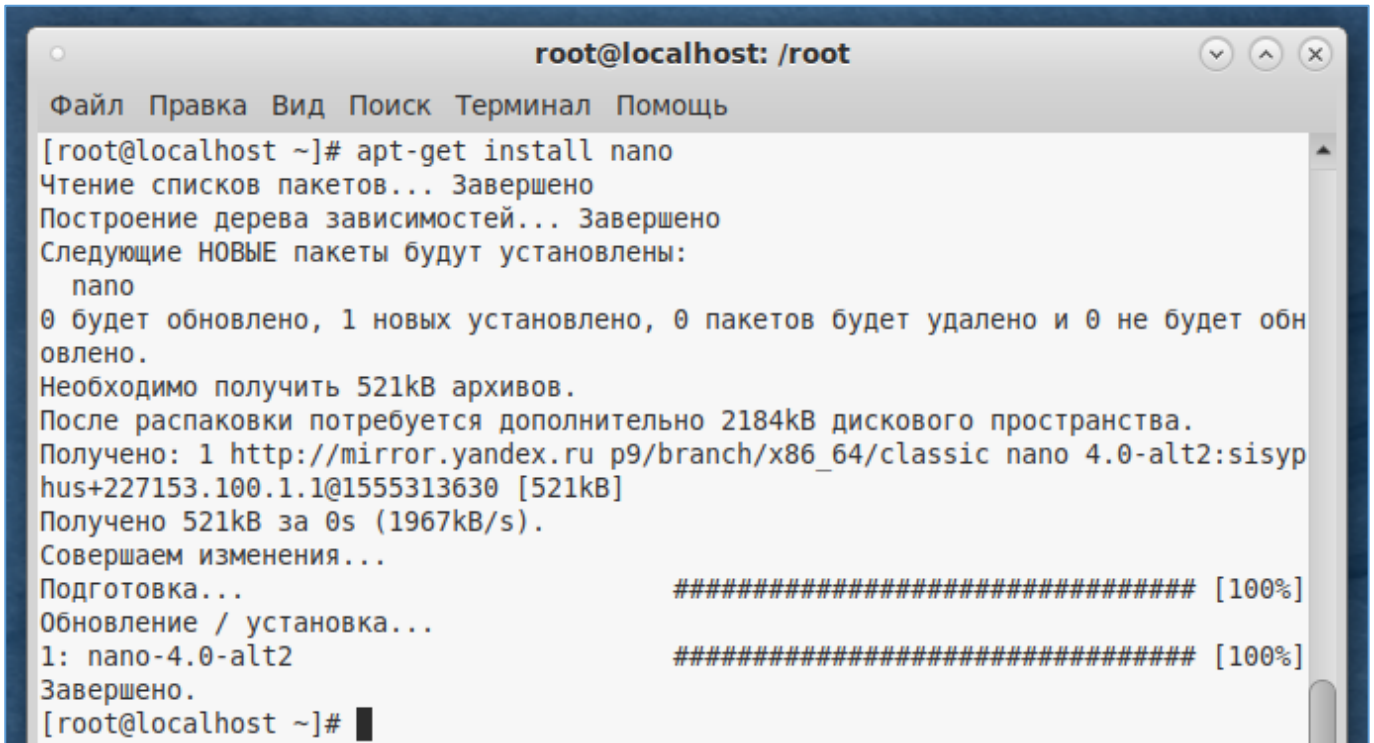 root@localhost: /root
Файл Правка Вид Поиск Терминал Помощь
[root@localhost ~]# apt-get install nano
Чтение списков пакетов... Завершено
Построение дерева зависимостей... Завершено
Следующие НОВЫЕ пакеты будут установлены:
  nano
0 будет обновлено, 1 новых установлено, 0 пакетов будет удалено и 0 не будет обн
овлено.
Необходимо получить 521kB архивов.
После распаковки потребуется дополнительно 2184kB дискового пространства.
Получено: 1 http://mirror.yandex.ru p9/branch/x86_64/classic nano 4.0-alt2:sisyp
hus+227153.100.1.1@1555313630 [521kB]
Получено 521kB за 0s (1967kB/s).
Совершаем изменения...
Подготовка...                           ################################# [100%]
Обновление / установка...
1: nano-4.0-alt2                        ################################# [100%]
Завершено.
[root@localhost ~]#